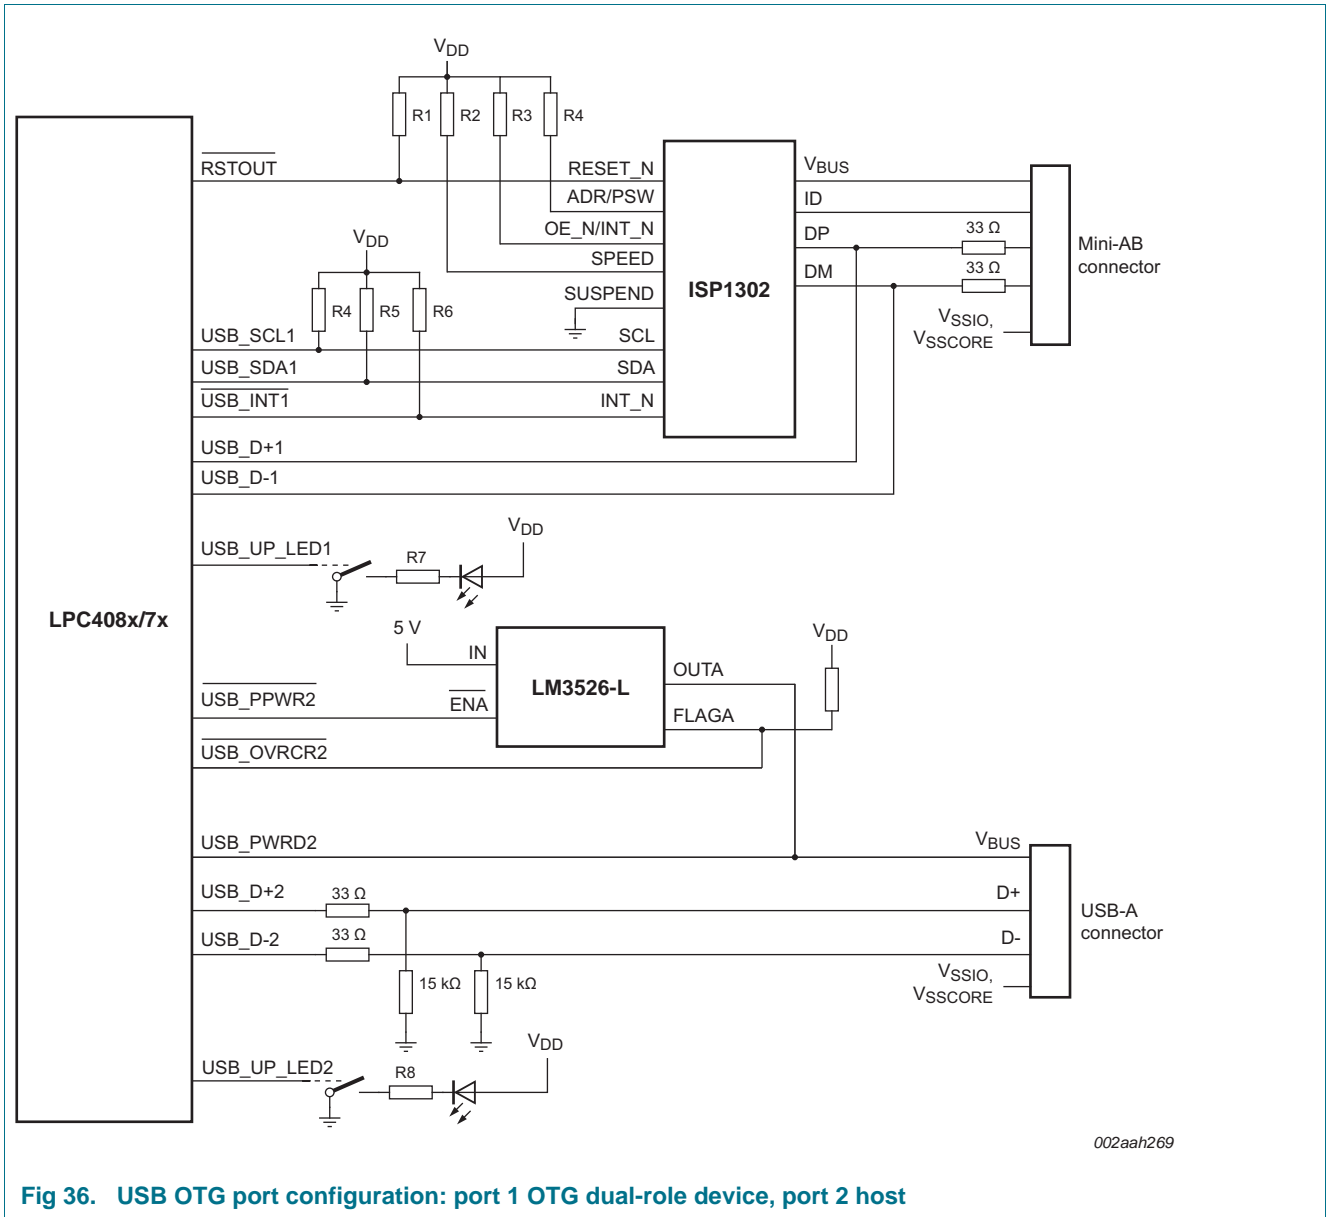 VDD
R1
R2
R3
R4
RSTOUT
RESET_N
ADR/PSW
OE_N/INT_N
SPEED
SUSPEND
SCL
SDA
INT_N
ISP1302
VBUS
ID
DP
DM
33 Ω
33 Ω
Mini-AB
connector
VSSIO,
VSSCORE
VDD
R4
R5
R6
USB_SCL1
USB_SDA1
USB_INT1
USB_D+1
USB_D-1
USB_UP_LED1
R7
VDD
LPC408x/7x
5 V
IN
ENA
LM3526-L
OUTA
FLAGA
VDD
USB_PPWR2
USB_OVRCR2
USB_PWRD2
VBUS
USB_D+2
33 Ω
D+
USB_D-2
33 Ω
D-
USB-A
connector
15 kΩ
15 kΩ
VSSIO,
VSSCORE
USB_UP_LED2
R8
VDD
002aah269
Fig 36. USB OTG port configuration: port 1 OTG dual-role device, port 2 host